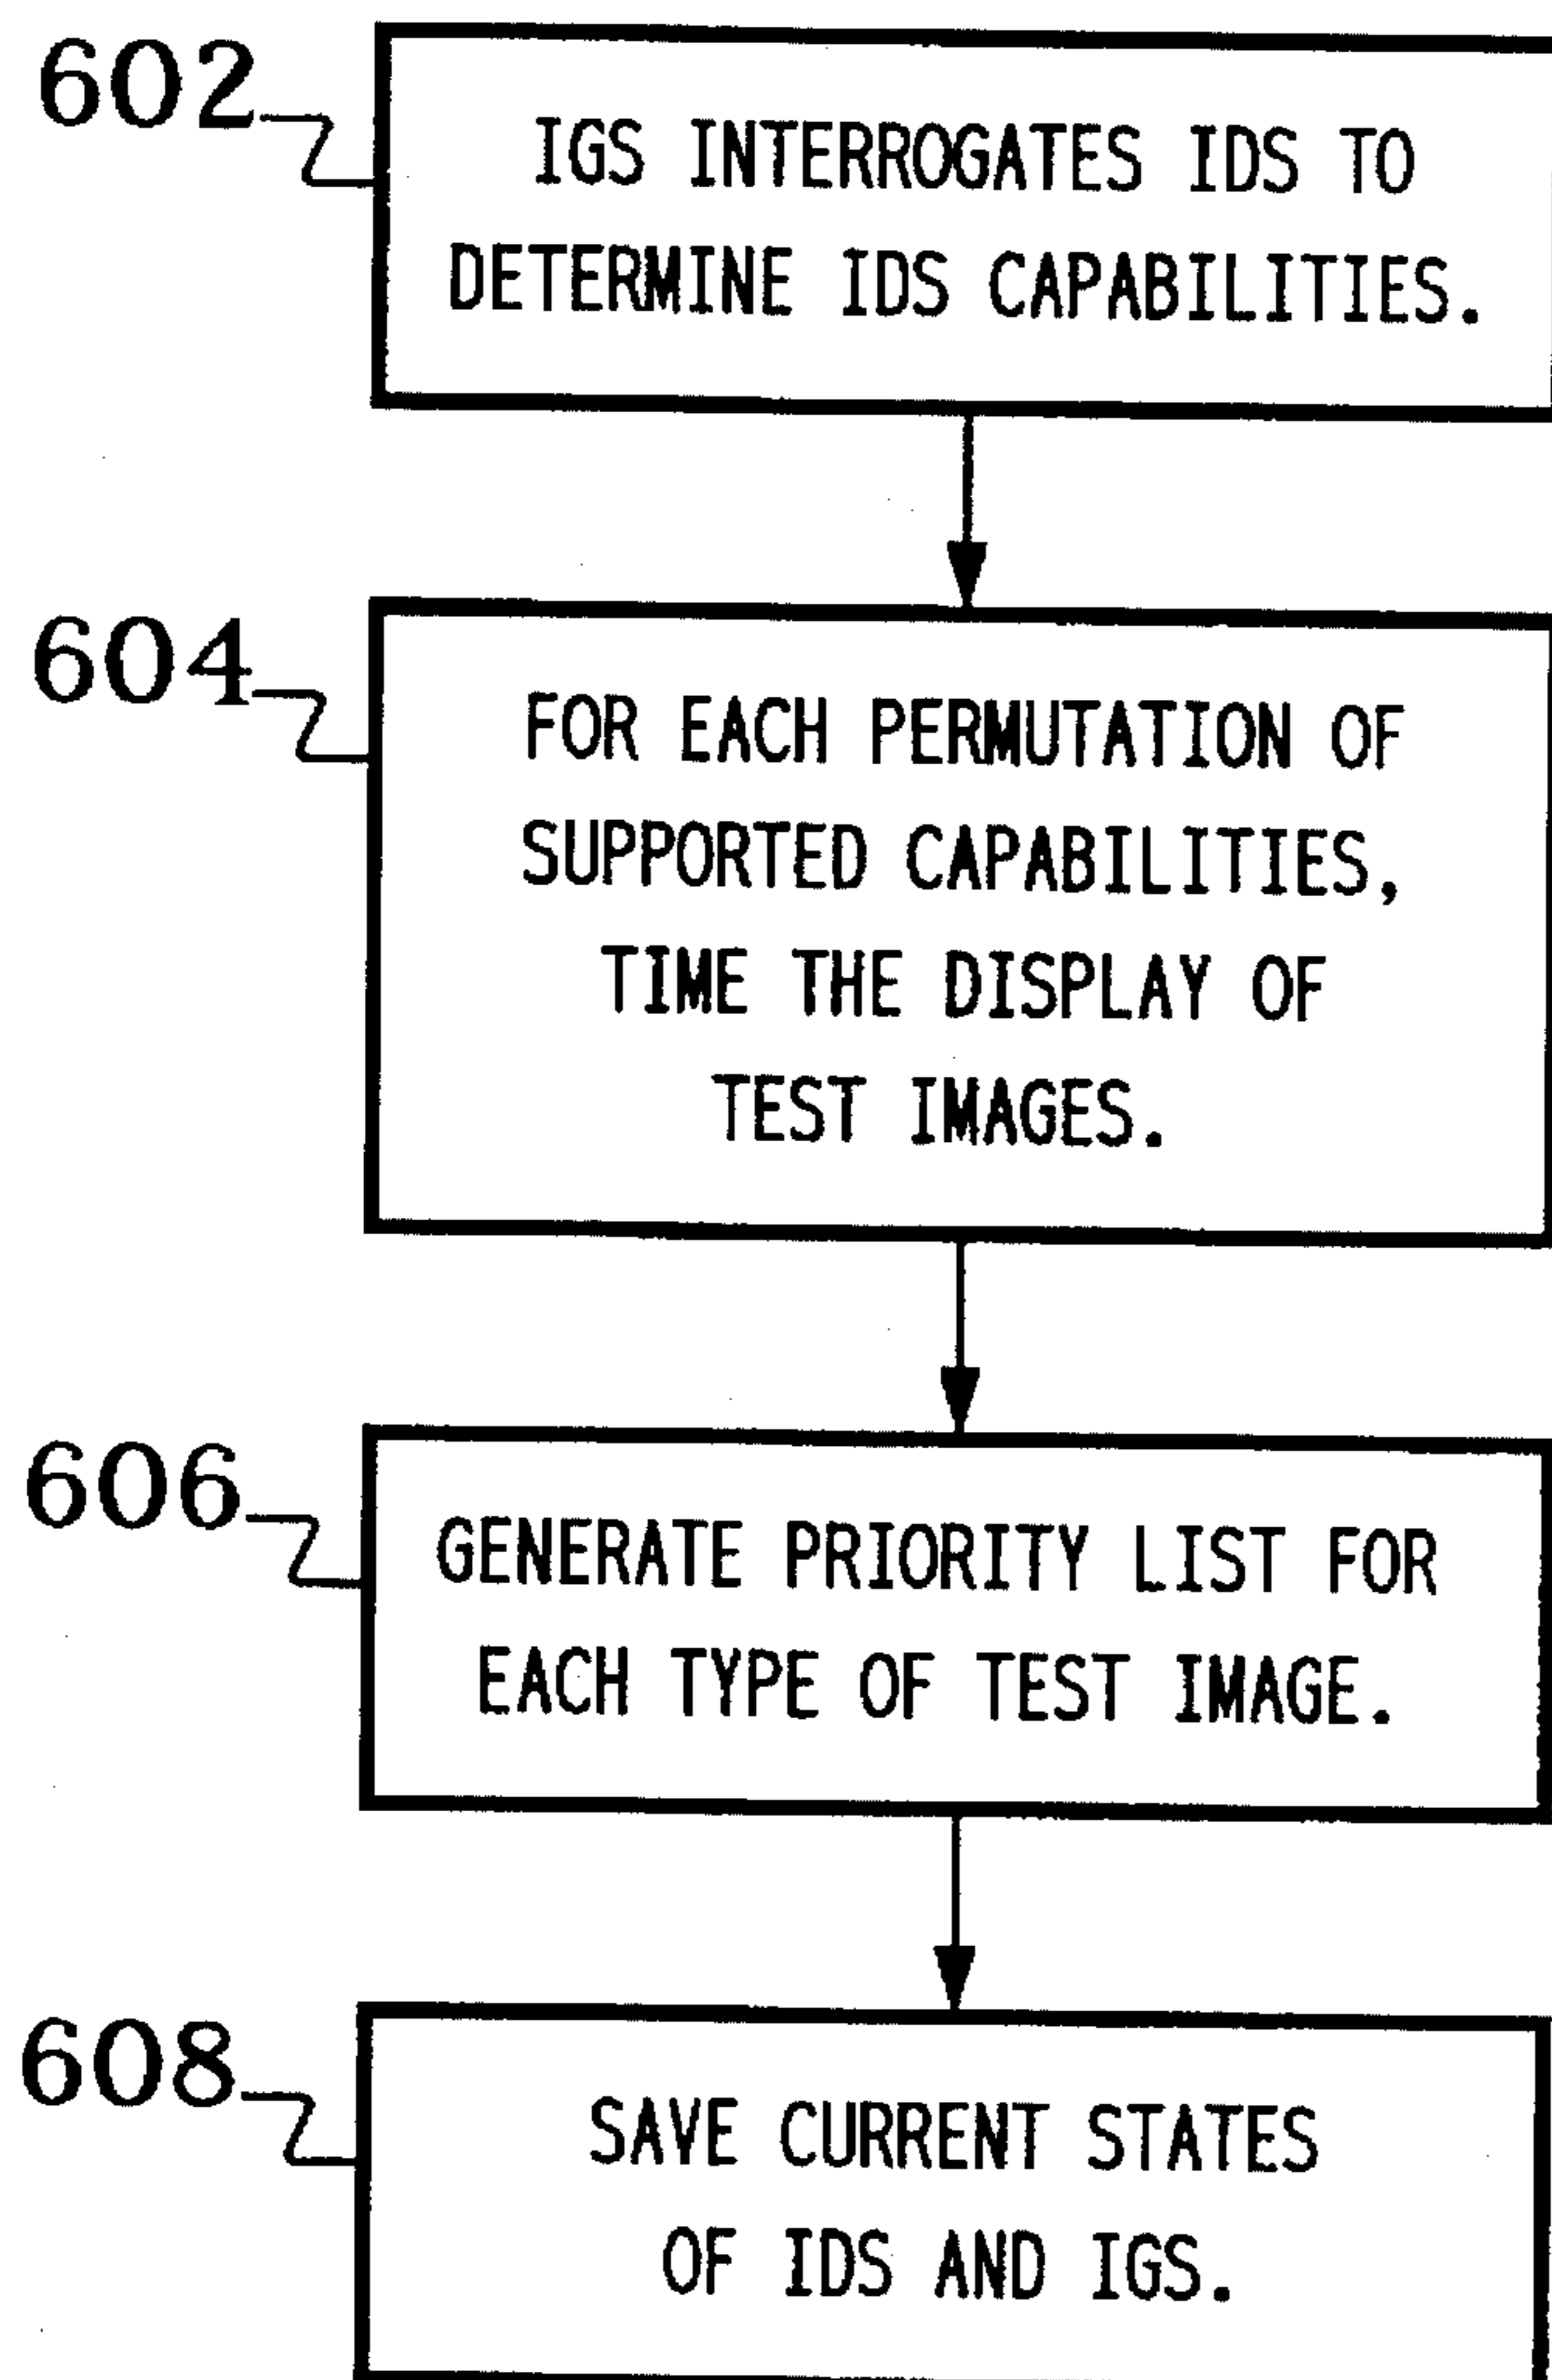 602
IGS INTERROGATES IDS TO
DETERMINE IDS CAPABILITIES.
604
FOR EACH PERMUTATION OF
SUPPORTED CAPABILITIES,
TIME THE DISPLAY OF
TEST IMAGES.
606
GENERATE PRIORITY LIST FOR
EACH TYPE OF TEST IMAGE.
608
SAVE CURRENT STATES
OF IDS AND IGS.